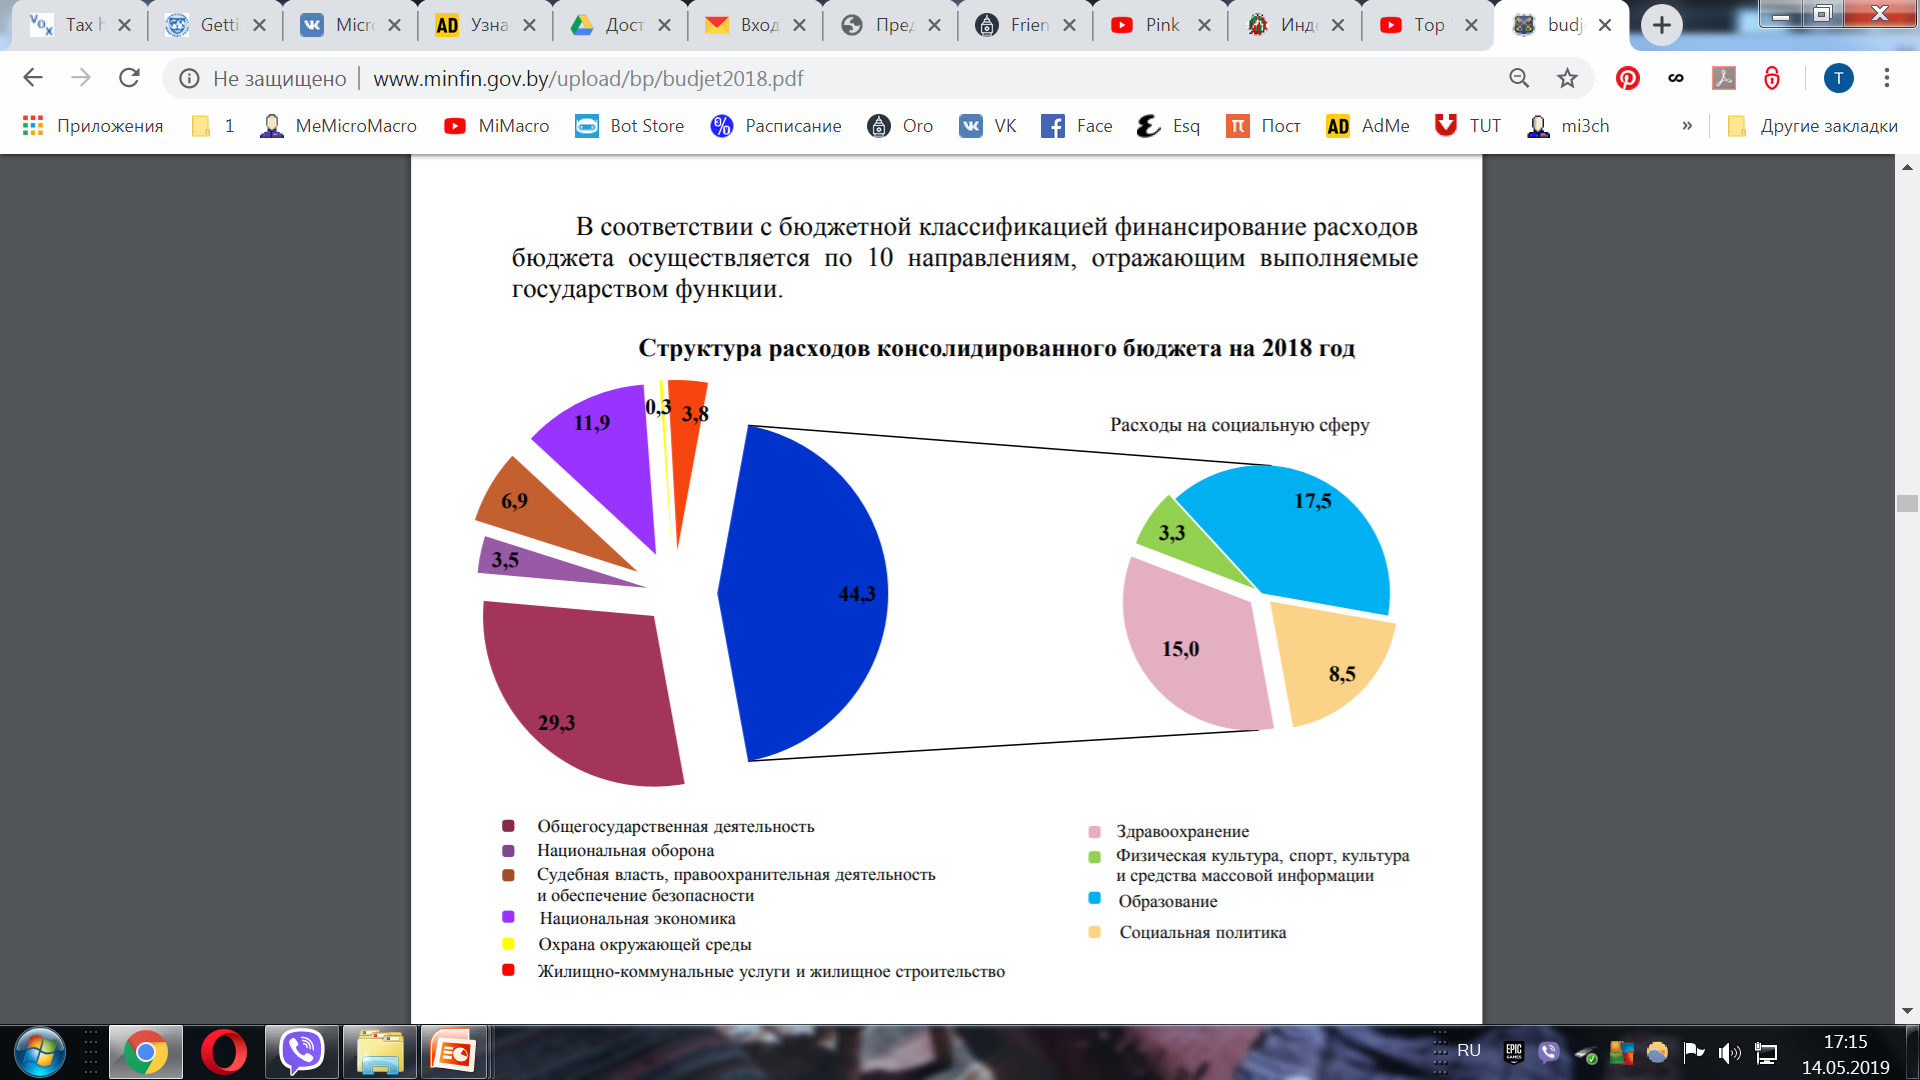 Tax h
Getti
Micro
Узна
Дост
Вход
Пред
Frien
Pink
Инде
Top
budje
Не защищено | www.minfin.gov.by/upload/bp/budjet2018.pdf
T
Приложения
1
MeMicroMacro
MiMacro
Bot Store
Расписание
Oro
VK
Face
Esq
Пост
AdMe
TUT
mi3ch
»
Другие закладки
В соответствии с бюджетной классификацией финансирование расходов
бюджета осуществляется по 10 направлениям, отражающим выполняемые
государством функции.
Структура расходов консолидированного бюджета на 2018 год
Расходы на социальную сферу
11,9
0,3
3,8
6,9
3,5
44,3
29,3
17,5
3,3
15,0
8,5
Общегосударственная деятельность
Национальная оборона
Судебная власть, правоохранительная деятельность
и обеспечение безопасности
Национальная экономика
Охрана окружающей среды
Жилищно-коммунальные услуги и жилищное строительство
Здравоохранение
Физическая культура, спорт, культура
и средства массовой информации
Образование
Социальная политика
RU
17:15
14.05.2019